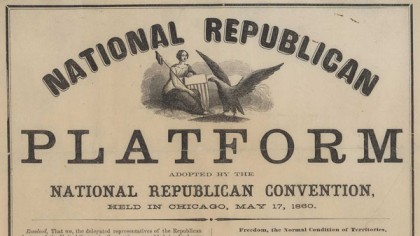 NATIONAL REPUBLICAN
PLATFORM
ADOPTED BY THE
NATIONAL REPUBLICAN CONVENTION,
HELD IN CHICAGO, MAY 17, 1860.
Resolved, That we, the delegated representatives of the Republican
Freedom, the Normal Condition of Territories.